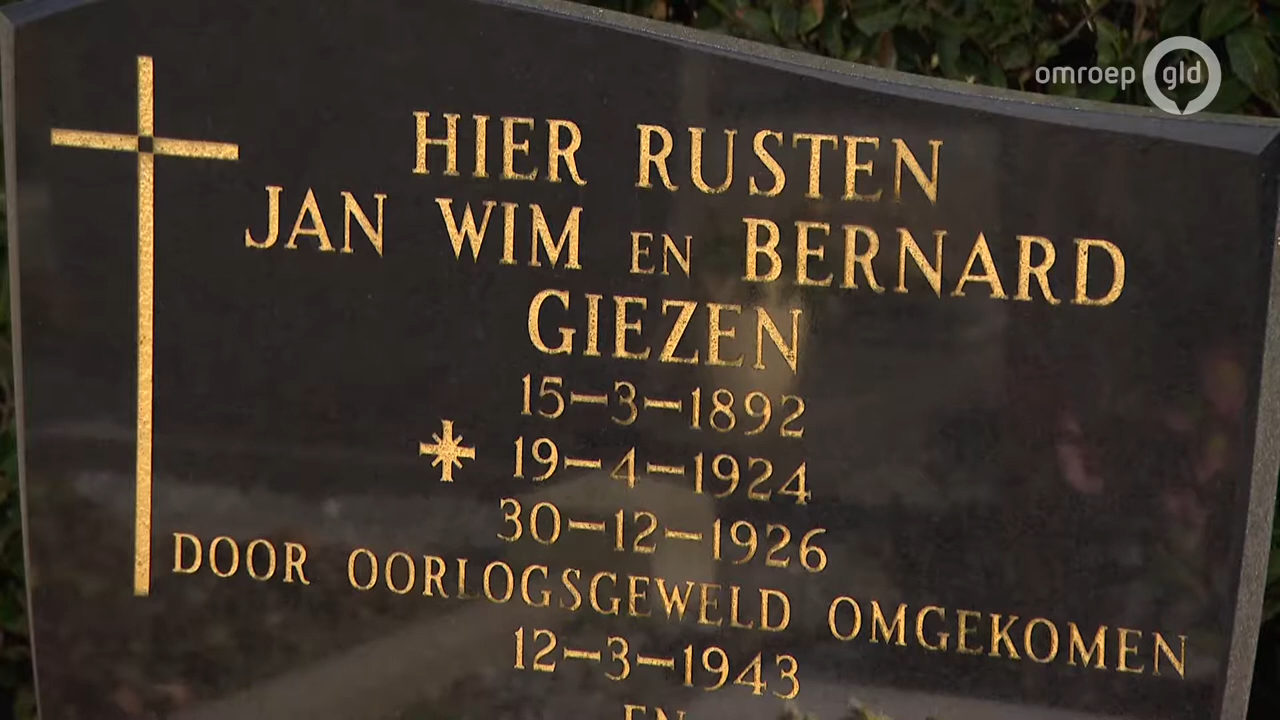 omroep gld
HIER RUSTEN
JAN WIM EN BERNARD
GIEZEN
15-3-1892
19-4-1924
30-12-1926
DOOR OORLOGSGEWELD OMGEKOMEN
12-3-1943
EN